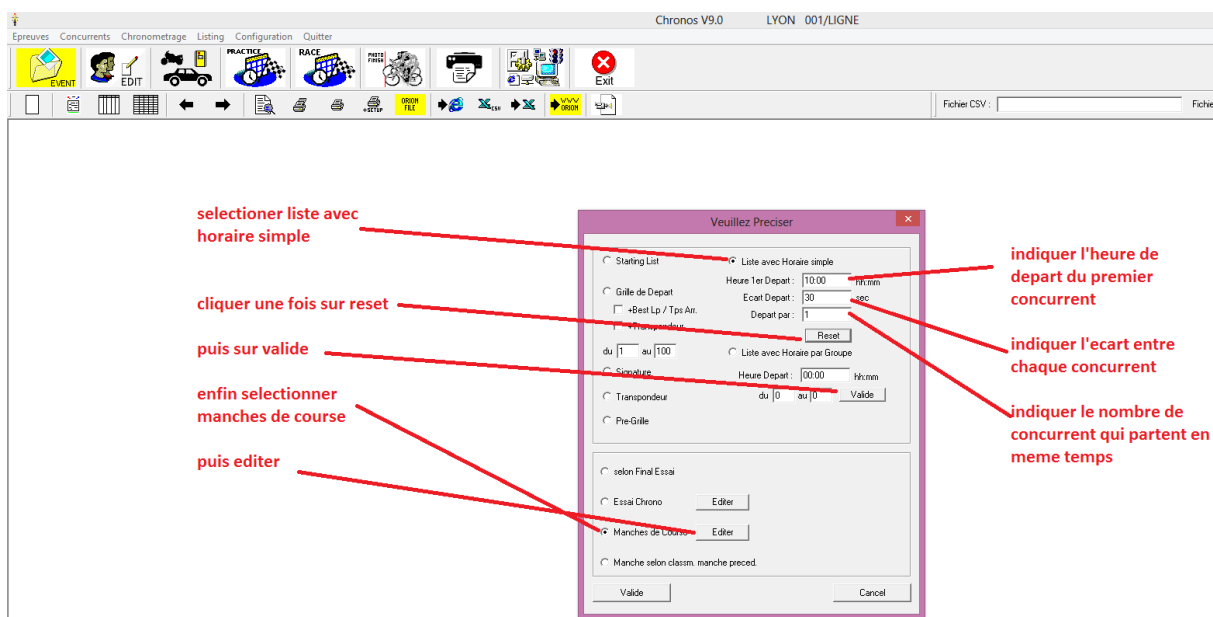 Chronos V9.0 LYON 001/LIGNE
Epreuves Concurrents Chronometrage Listing Configuration Quitter
EVENT
EDIT
PRACTICE
RACE
PHOTO FINISH
Exit
+SETUP
ORION FILE
CSV
ORION
Fichier CSV :
Fichie
selectioner liste avec
horaire simple
cliquer une fois sur reset
puis sur valide
enfin selectionner
manches de course
puis editer
Veuillez Preciser
Starting List
Liste avec Horaire simple
Heure 1er Depart : 10:00 hh:mm
Grille de Depart
Ecart Depart : 30 sec
+Best Lp / Tps Arr.
Depart par : 1
+Transpondeur
Reset
du 1 au 100
Liste avec Horaire par Groupe
Signature
Heure Depart : 00:00 hh:mm
Transpondeur
du 0 au 0 Valide
Pre-Grille
selon Final Essai
Essai Chrono Editer
Manches de Course Editer
Manche selon classm. manche preced.
Valide Cancel
indiquer l'heure de
depart du premier
concurrent
indiquer l'ecart entre
chaque concurrent
indiquer le nombre de
concurrent qui partent en
meme temps